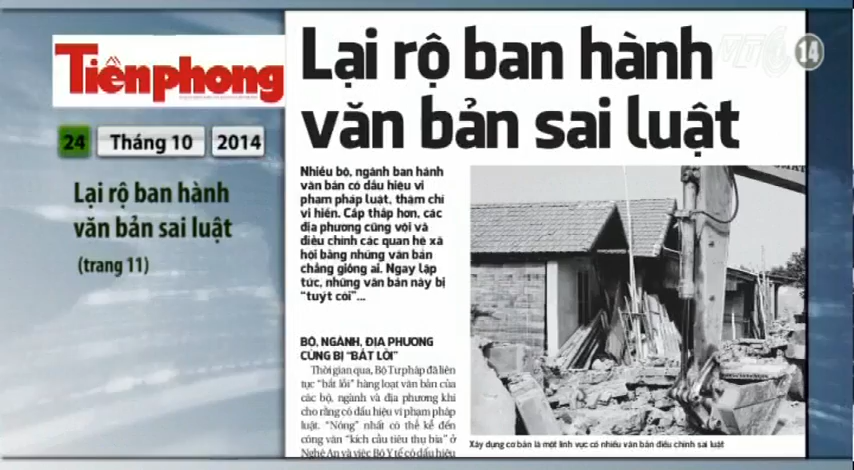 Tiềnphong
24 Tháng 10 2014
Lại rộ ban hành
văn bản sai luật
(trang 11)
Lại rộ ban hành
văn bản sai luật
VTV 14
Nhiều bộ, ngành ban hành
văn bản có dấu hiệu vi
phạm pháp luật, thậm chí
vi hiến. Cấp thấp hơn, các
địa phương cũng vội vã
điều chỉnh các quan hệ xã
hội bằng những văn bản
chẳng giống ai. Ngay lập
tức, những văn bản này bị
“tuýt còi”...
BỘ, NGÀNH, ĐỊA PHƯƠNG
CÙNG BỊ “BẮT LỖI”
Thời gian qua, Bộ Tư pháp đã liên
tục “bắt lỗi” hàng loạt văn bản của
các bộ, ngành và địa phương khi
cho rằng có dấu hiệu vi phạm pháp
luật. “Nóng” nhất có thể kể đến
công văn “kích cầu tiêu thụ bia” ở
Nghệ An và việc Bộ Y tế có dấu hiệu
Xây dựng cơ bản là một lĩnh vực có nhiều văn bản điều chỉnh sai luật